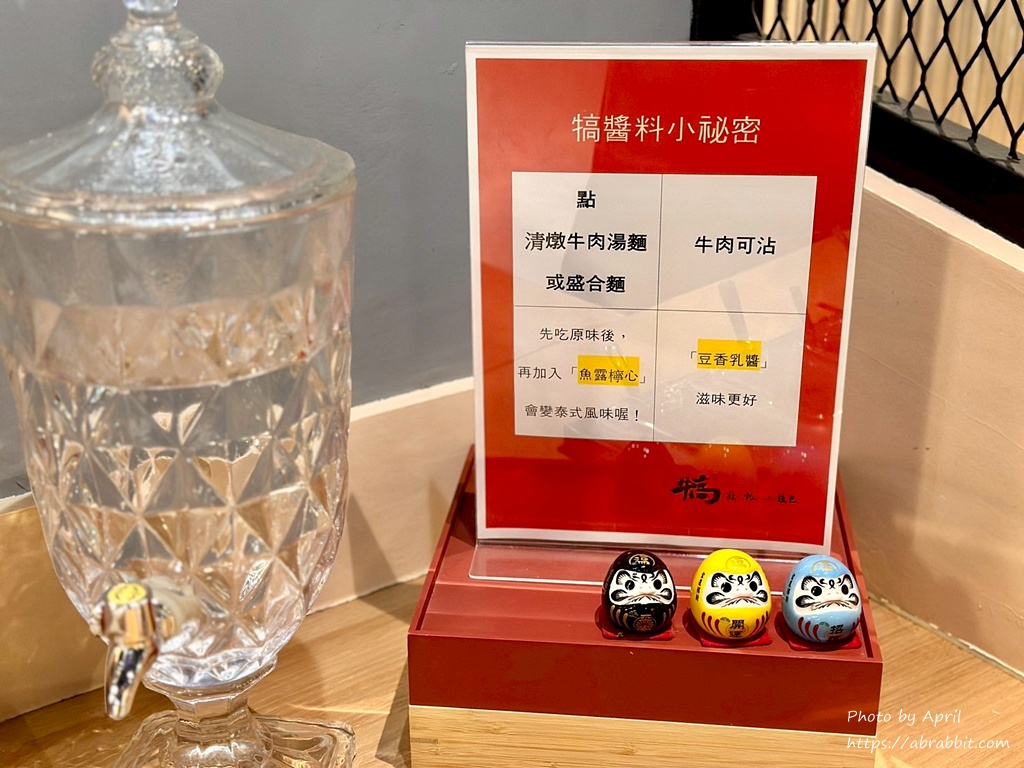 犒醬料小祕密
點
清燉牛肉湯麵
或盛合麵
牛肉可沾
先吃原味後，
再加入「魚露檸心」
會變泰式風味喔！
「豆香乳醬」
滋味更好
犒
開運
Photo by April
https://abrabbit.com